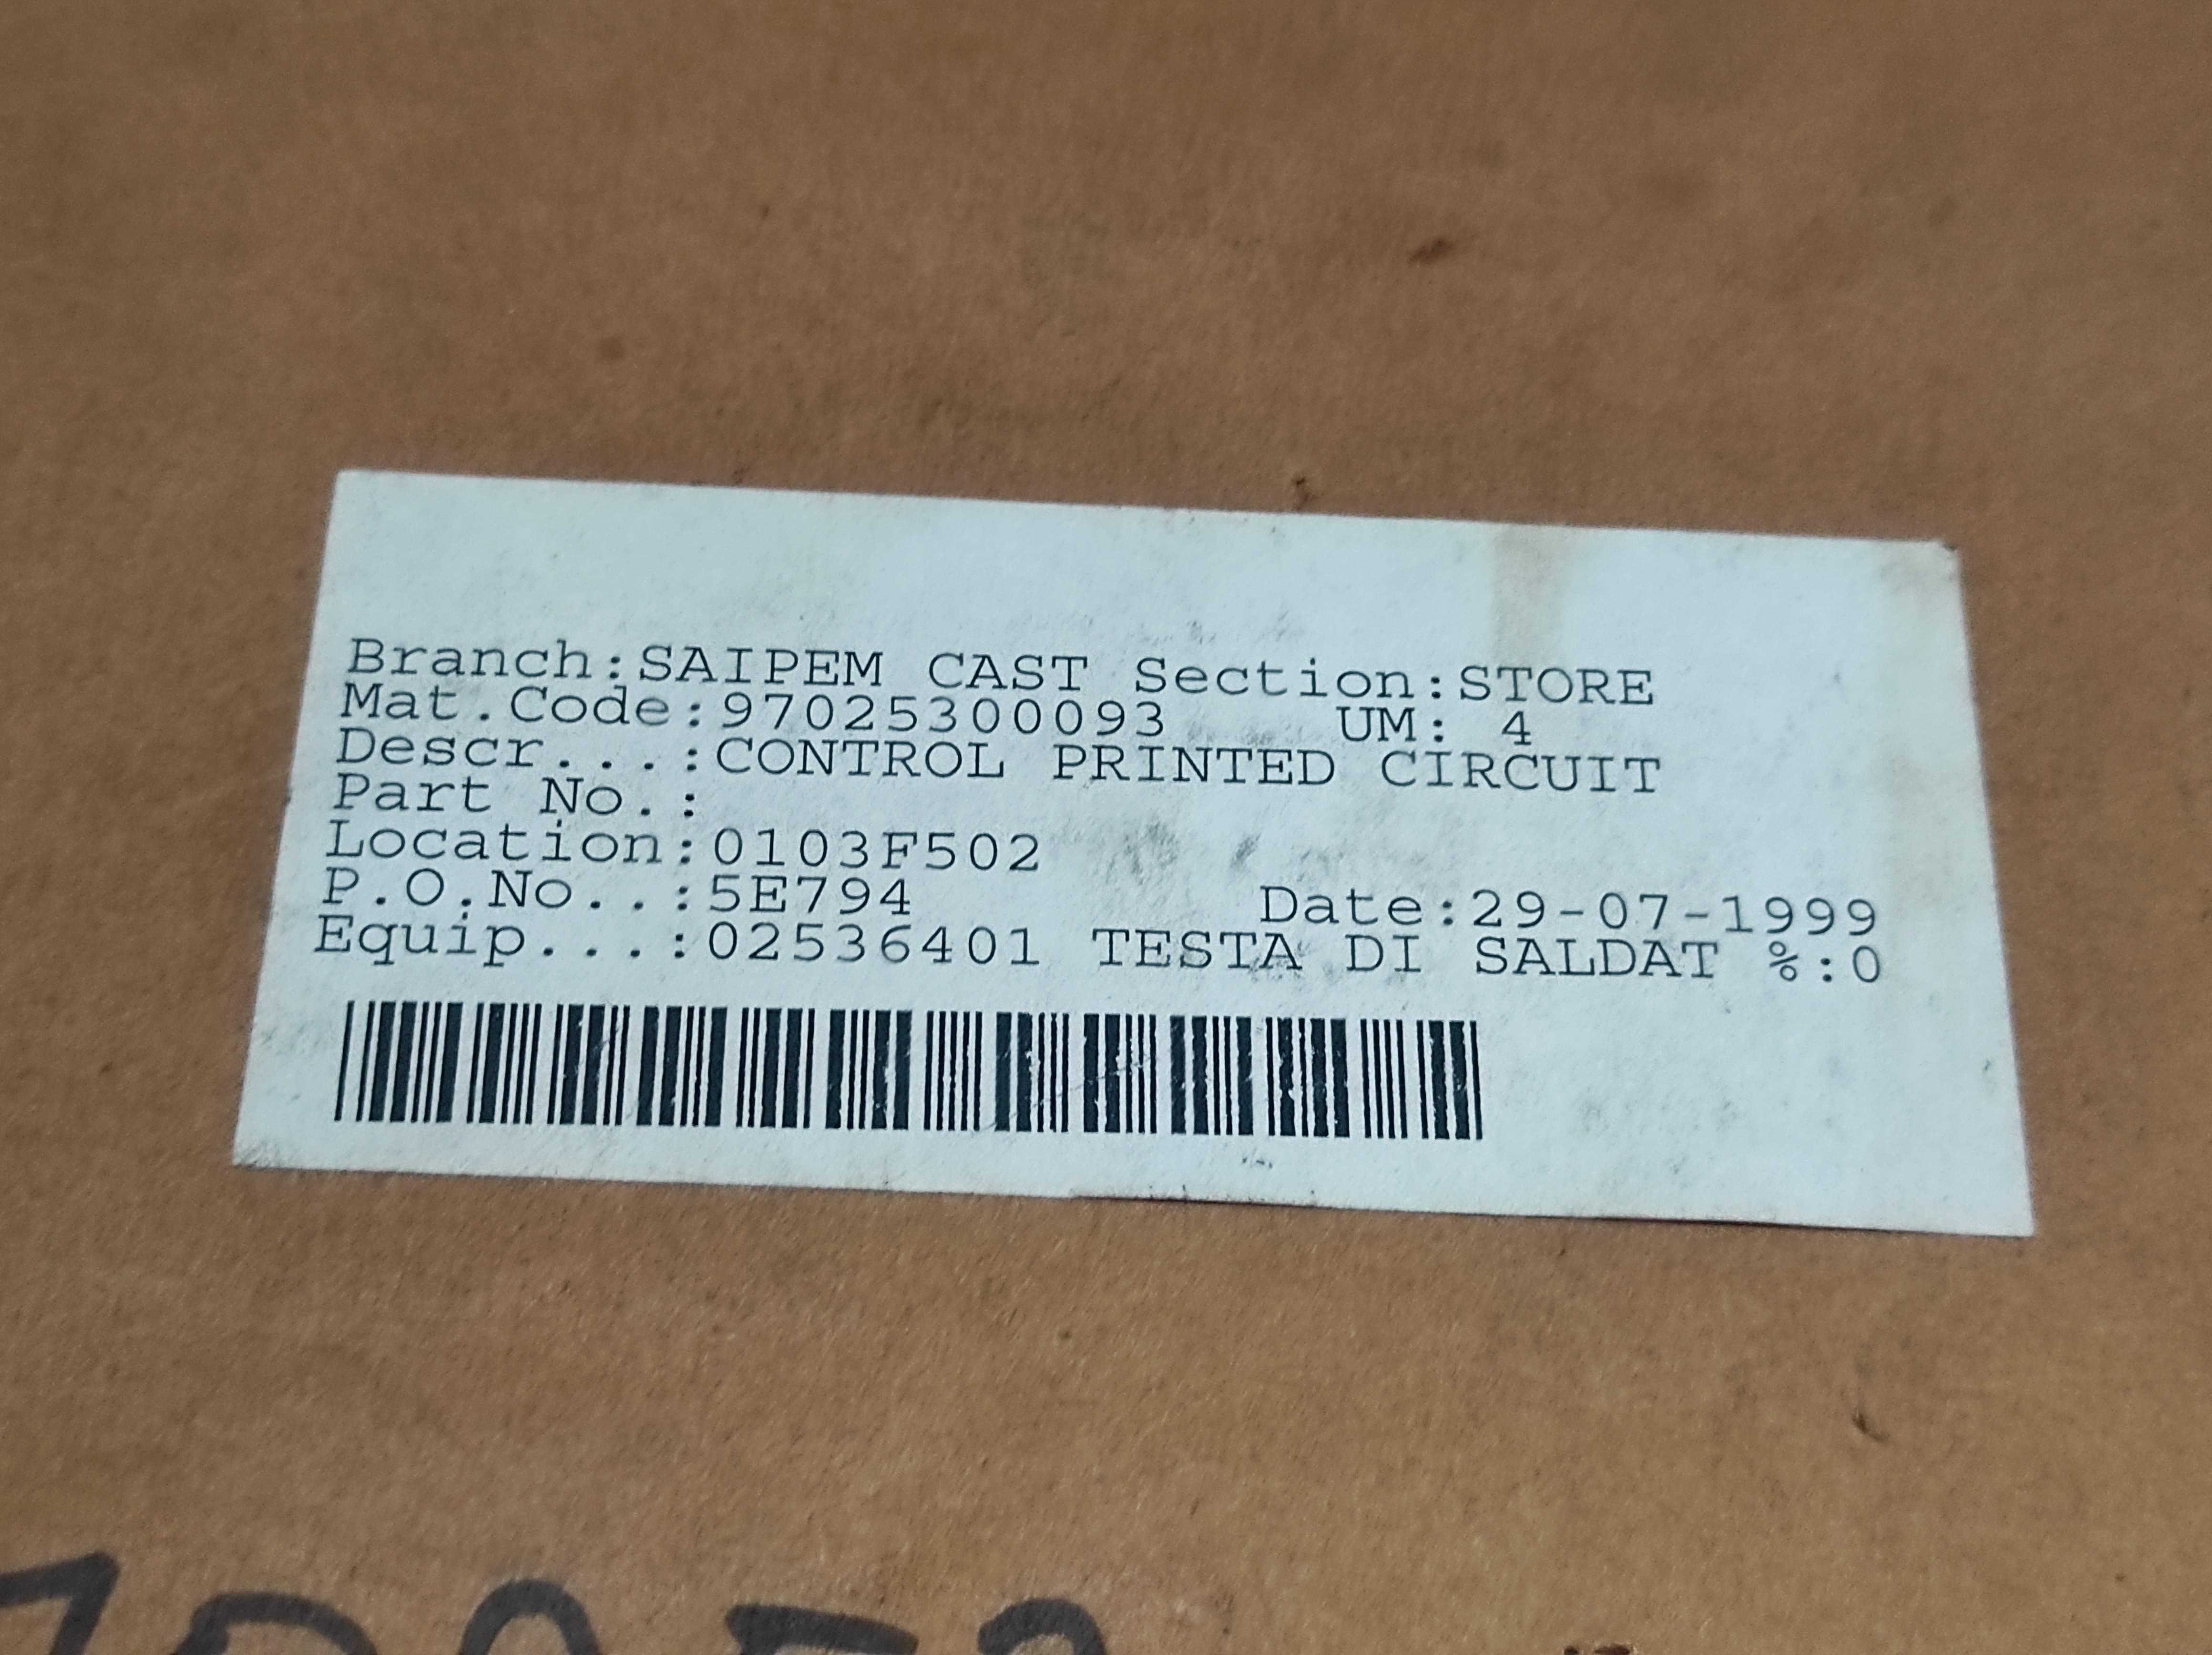 Branch:SAIPEM CAST Section:STORE
Mat.Code:97025300093 UM: 4
Descr...:CONTROL PRINTED CIRCUIT
Part No.:
Location:0103F502
P.O.No..:5E794 Date:29-07-1999
Equip...:02536401 TESTA DI SALDAT %:0